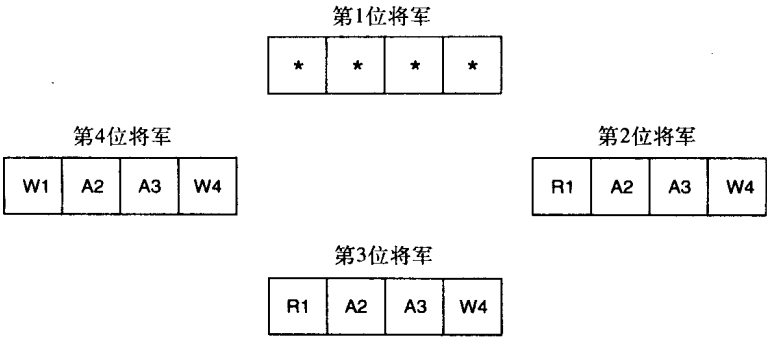 第1位将军
* * * *
第4位将军
W1 A2 A3 W4
第2位将军
R1 A2 A3 W4
第3位将军
R1 A2 A3 W4